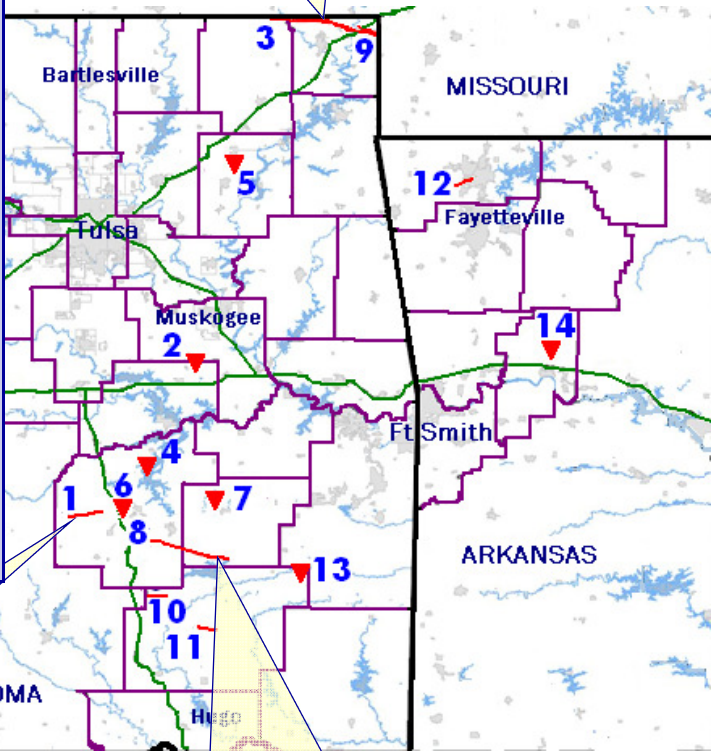 3
9
Bartlesville
MISSOURI
5
12
Fayetteville
Tulsa
Muskogee
14
2
Ft Smith
4
1
6
7
8
ARKANSAS
13
10
11
OMA
Hugo